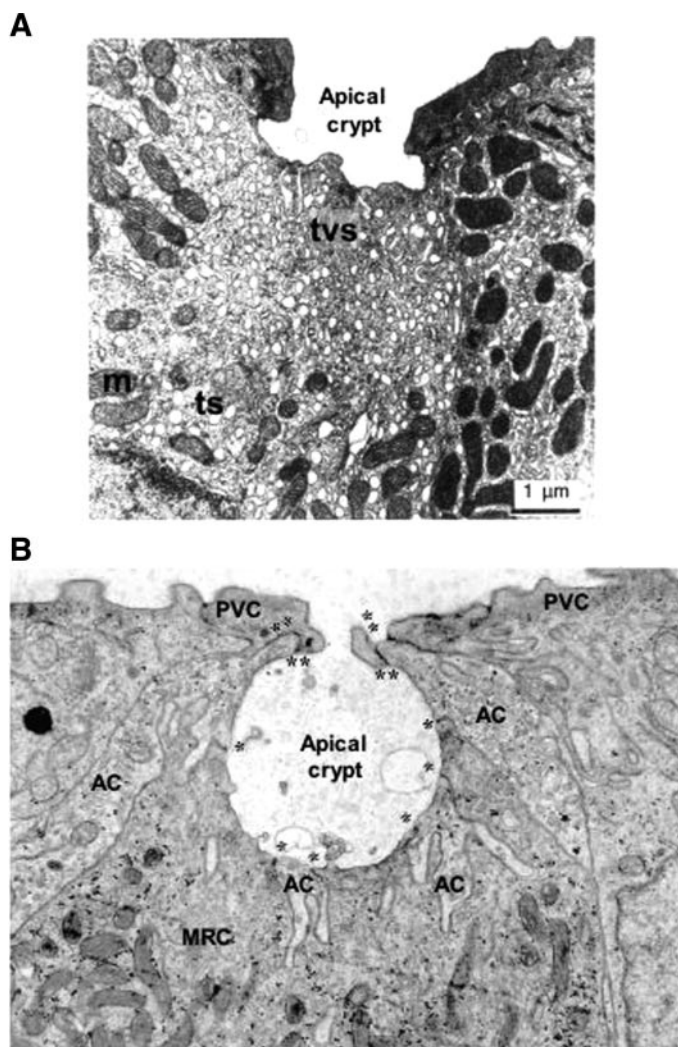 A
Apical
crypt
tvs
m
ts
1 µm
B
PVC
**
**
PVC
**
**
AC
*
*
Apical
crypt
*
AC
*
*
*
AC
AC
MRC